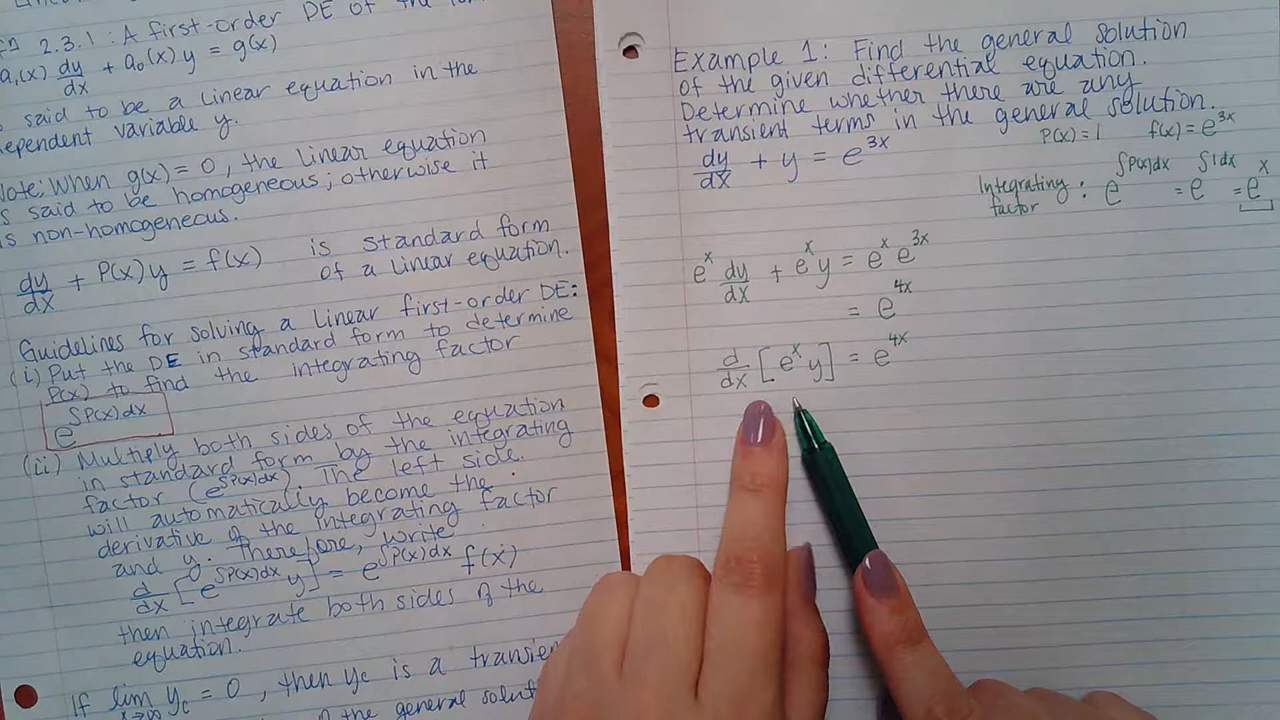 2.3.1: A first-order DE of the
a₁(x) dy/dx + a₀(x) y = g(x)
said to be a linear equation in the
dependent variable y.
Note: When g(x) = 0, the linear equation
is said to be homogeneous; otherwise it
is non-homogeneous.
dy/dx + P(x)y = f(x) is standard form
of a linear equation.
Guidelines for solving a linear first-order DE:
(i) Put the DE in standard form to determine
P(x) to find the integrating factor
e^∫P(x)dx
(ii) Multiply both sides of the equation
in standard form by the integrating
factor (e^∫P(x)dx). The left side
will automatically become the
derivative of the integrating factor
and y. Therefore, write
d/dx [e^∫P(x)dx y] = e^∫P(x)dx f(x)
then integrate both sides of the
equation.
If lim yc = 0, then yc is a
x→∞
the general
Example 1: Find the general solution
of the given differential equation.
Determine whether there are any
transient terms in the general solution.
P(x) = 1 f(x) = e^3x
dy/dx + y = e^3x
Integrating factor : e^∫P(x)dx = e^∫1dx = e^x
e^x dy/dx + e^x y = e^x e^3x
= e^4x
d/dx [e^x y] = e^4x